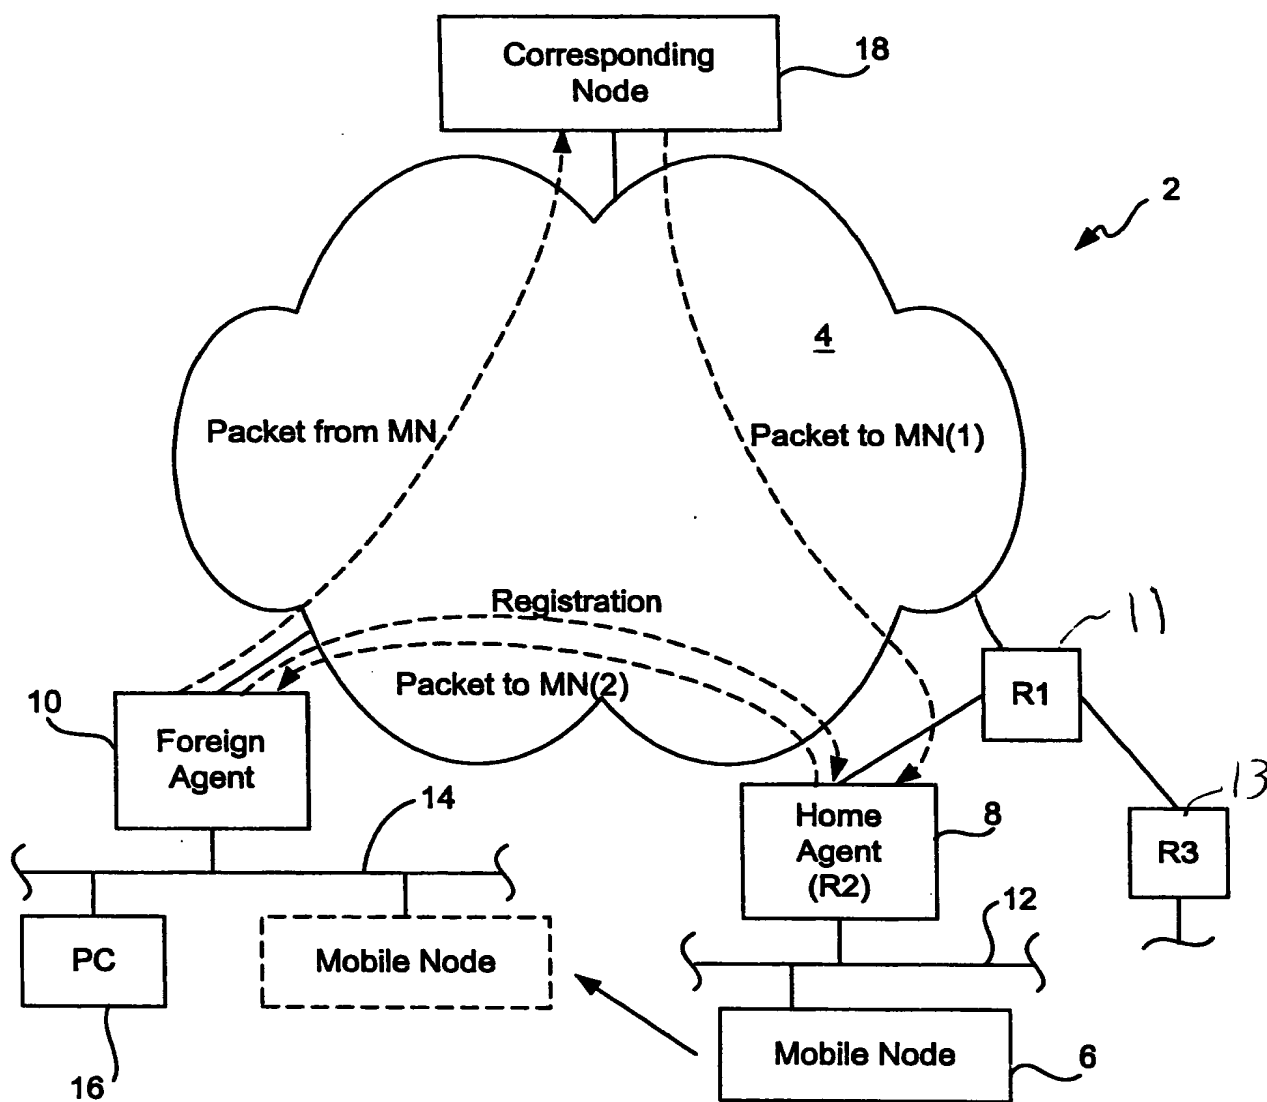 Corresponding
Node
18
2
4
Packet from MN
Packet to MN(1)
Registration
11
R1
Packet to MN(2)
10
Foreign
Agent
13
14
Home
Agent
(R2)
8
R3
12
PC
Mobile Node
Mobile Node
6
16